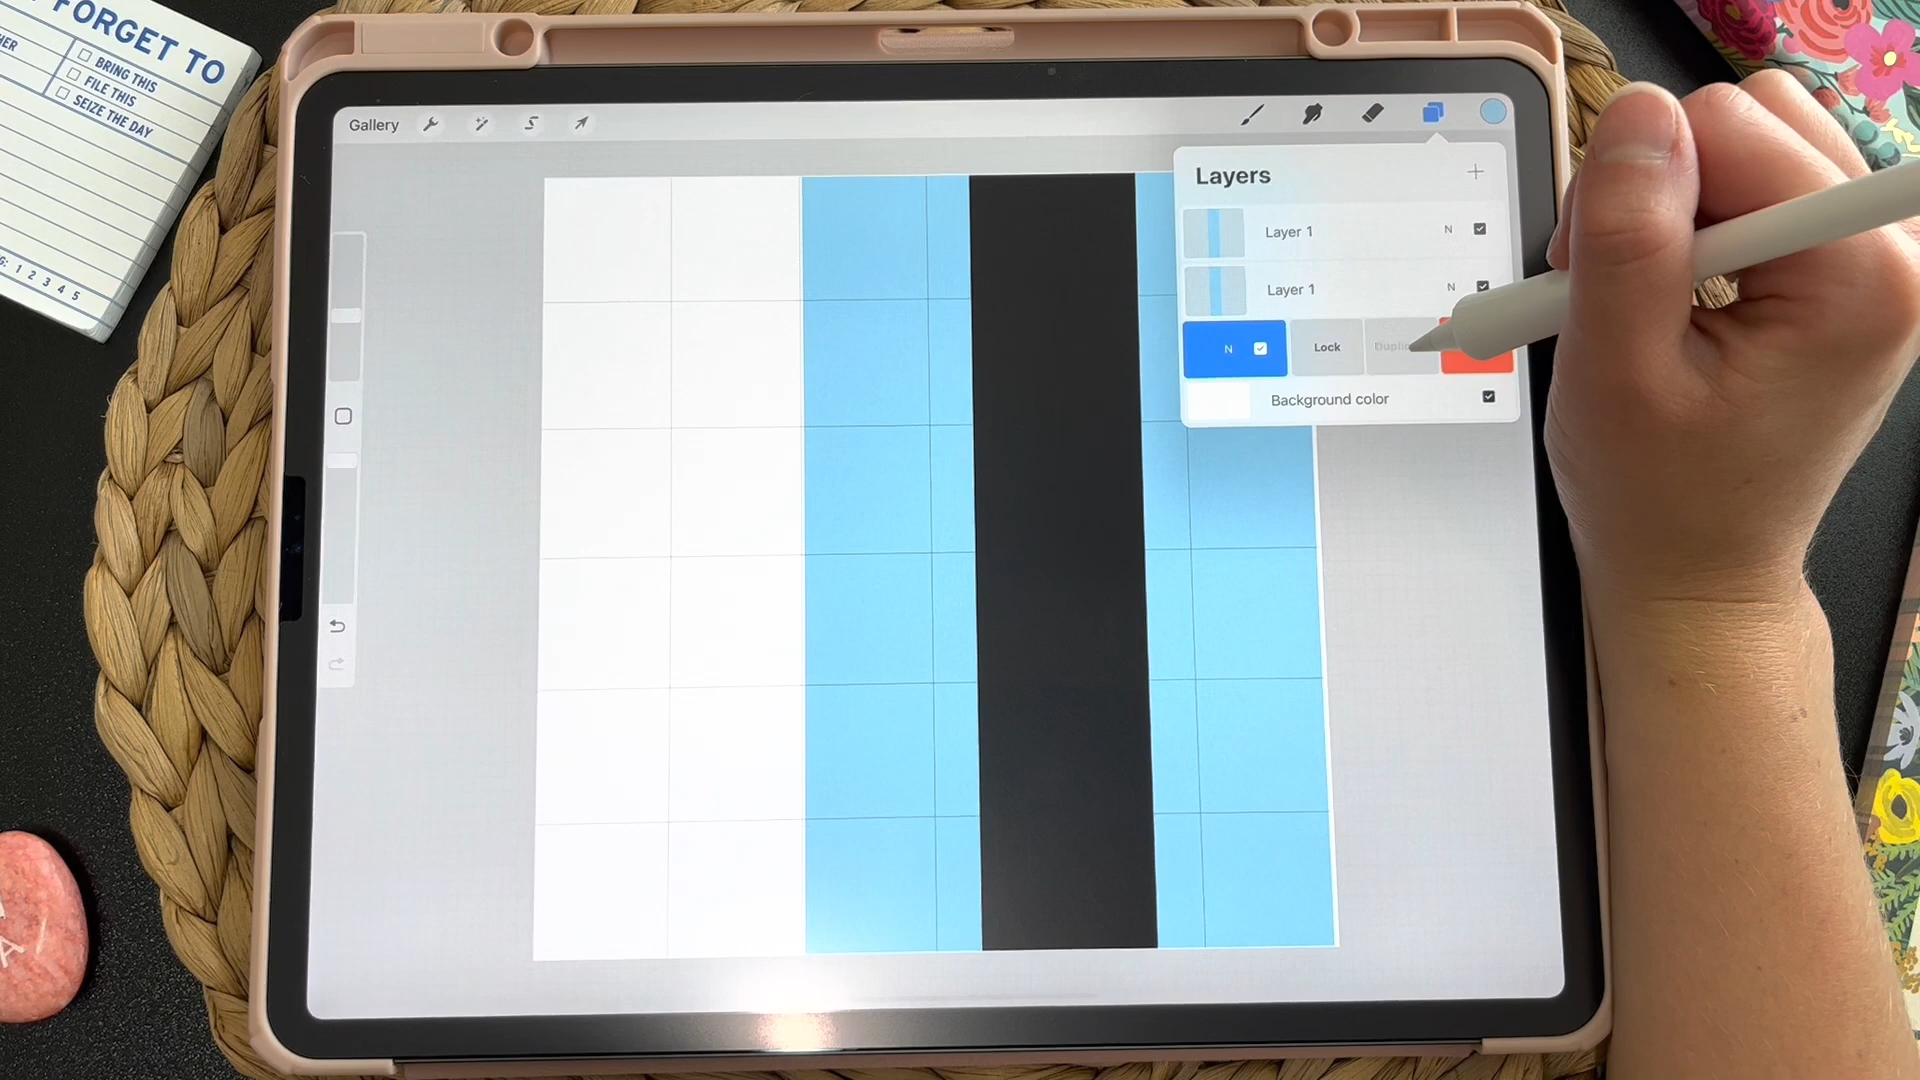 FORGET TO
BRING THIS
FILE THIS
SEIZE THE DAY
1 2 3 4 5
Gallery
Layers
Layer 1
N
Layer 1
N
N
Lock
Background color
A